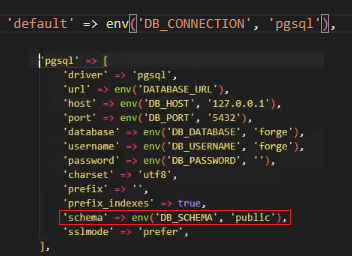 'default' => env('DB_CONNECTION', 'pgsql'),
'pgsql' => [
'driver' => 'pgsql',
'url' => env('DATABASE_URL'),
'host' => env('DB_HOST', '127.0.0.1'),
'port' => env('DB_PORT', '5432'),
'database' => env('DB_DATABASE', 'forge'),
'username' => env('DB_USERNAME', 'forge'),
'password' => env('DB_PASSWORD', ''),
'charset' => 'utf8',
'prefix' => '',
'prefix_indexes' => true,
'schema' => env('DB_SCHEMA', 'public'),
'sslmode' => 'prefer',
],